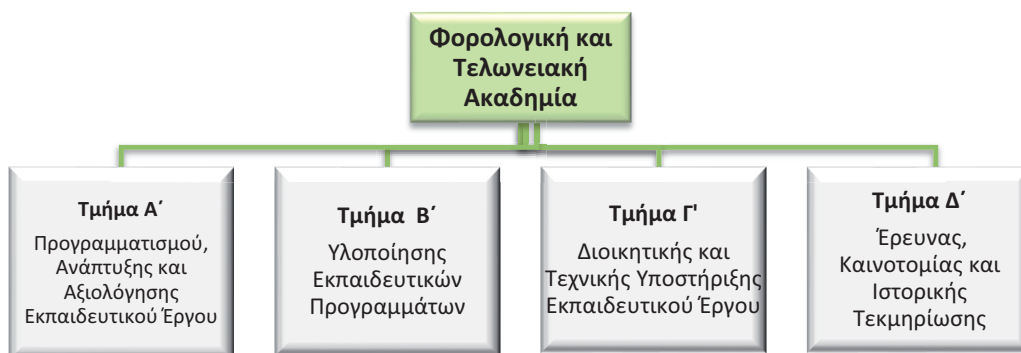 Φορολογική και
Τελωνειακή
Ακαδημία
Τμήμα Α΄
Προγραμματισμού,
Ανάπτυξης και
Αξιολόγησης
Εκπαιδευτικού Έργου
Τμήμα Β΄
Υλοποίησης
Εκπαιδευτικών
Προγραμμάτων
Τμήμα Γ'
Διοικητικής και
Τεχνικής Υποστήριξης
Εκπαιδευτικού Έργου
Τμήμα Δ΄
Έρευνας,
Καινοτομίας και
Ιστορικής
Τεκμηρίωσης